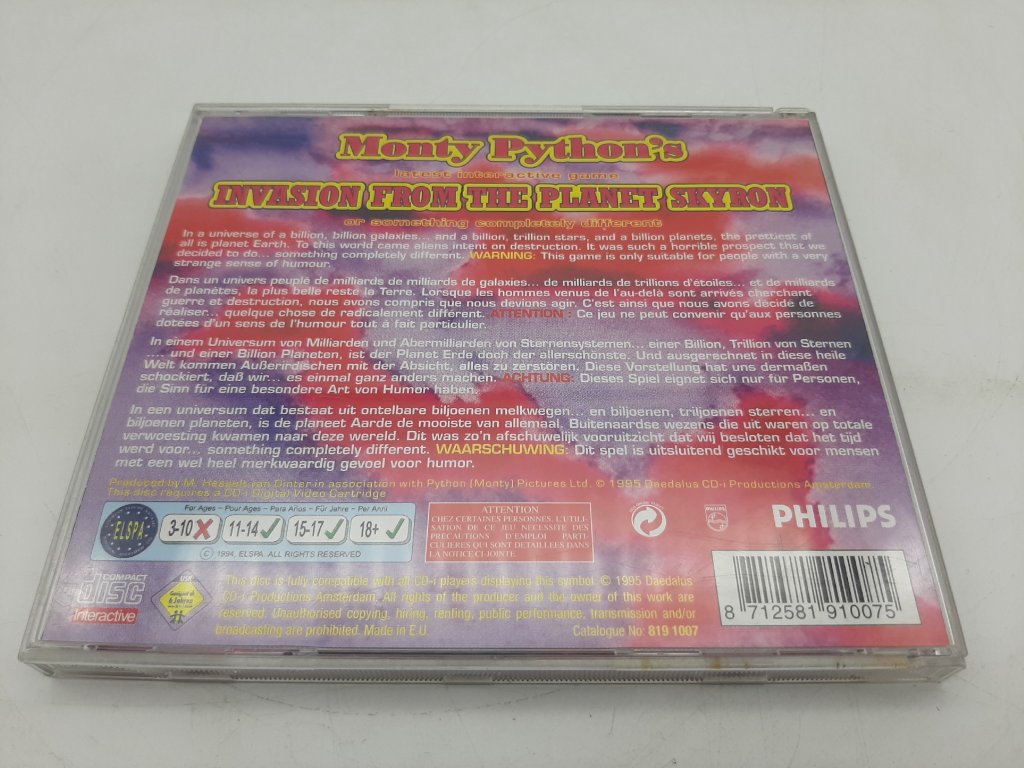 Monty Python's
latest interactive game
INVASION FROM THE PLANET SKYRON
or something completely different
In a universe of a billion, billion galaxies... and a billion, trillion stars, and a billion planets, the prettiest of
all is planet Earth. To this world came aliens intent on destruction. It was such a horrible prospect that we
decided to do... something completely different. WARNING: This game is only suitable for people with a very
strange sense of humour.
Dans un univers peuplé de milliards de milliards de galaxies... de milliards de trillions d'étoiles... et de milliards
de planètes, la plus belle reste la Terre. Lorsque les hommes venus de l'au-delà sont arrivés cherchant
guerre et destruction, nous avons compris que nous devions agir. C'est ainsi que nous avons décidé de
réaliser... quelque chose de radicalement différent. ATTENTION : Ce jeu ne peut convenir qu'aux personnes
dotées d'un sens de l'humour tout à fait particulier.
In einem Universum von Milliarden und Abermilliarden von Sternensystemen... einer Billion, Trillion von Sternen
.... und einer Billion Planeten, ist der Planet Erde doch der allerschönste. Und ausgerechnet in diese heile
Welt kommen Außerirdischen mit der Absicht, alles zu zerstören. Diese Vorstellung hat uns dermaßen
schockiert, daß wir... es einmal ganz anders machen. ACHTUNG: Dieses Spiel eignet sich nur für Personen,
die Sinn für eine besondere Art von Humor haben.
In een universum dat bestaat uit ontelbare biljoenen melkwegen... en biljoenen, triljoenen sterren... en
biljoenen planeten, is de planeet Aarde de mooiste van allemaal. Buitenaardse wezens die uit waren op totale
verwoesting kwamen naar deze wereld. Dit was zo'n afschuwelijk vooruitzicht dat wij besloten dat het tijd
werd voor... something completely different. WAARSCHUWING: Dit spel is uitsluitend geschikt voor mensen
met een wel heel merkwaardig gevoel voor humor.
Produced by M. Hesselt van Dinter in association with Python (Monty) Pictures Ltd. © 1995 Daedalus CD-i Productions Amsterdam.
This disc requires a CD-i Digital Video Cartridge
For Ages - Pour Ages - Para Años - Für Jahre - Per Anni
ELSPA 3-10 11-14 15-17 18+
© 1994, ELSPA. ALL RIGHTS RESERVED
ATTENTION
CHEZ CERTAINES PERSONNES, L'UTILI-
SATION DE CE JEU NECESSITE DES
PRECAUTIONS D'EMPLOI PARTI-
CULIERES QUI SONT DETAILLEES DANS
LA NOTICE CI-JOINTE.
PHILIPS
PHILIPS
COMPACT
disc
Interactive
USK
Geeignet ab
6 Jahren
This disc is fully compatible with all CD-i players displaying this symbol. © 1995 Daedalus
CD-i Productions Amsterdam. All rights of the producer and the owner of this work are
reserved. Unauthorised copying, hiring, renting, public performance, transmission and/or
broadcasting are prohibited. Made in E.U.
Catalogue No: 819 1007
8 712581 910075